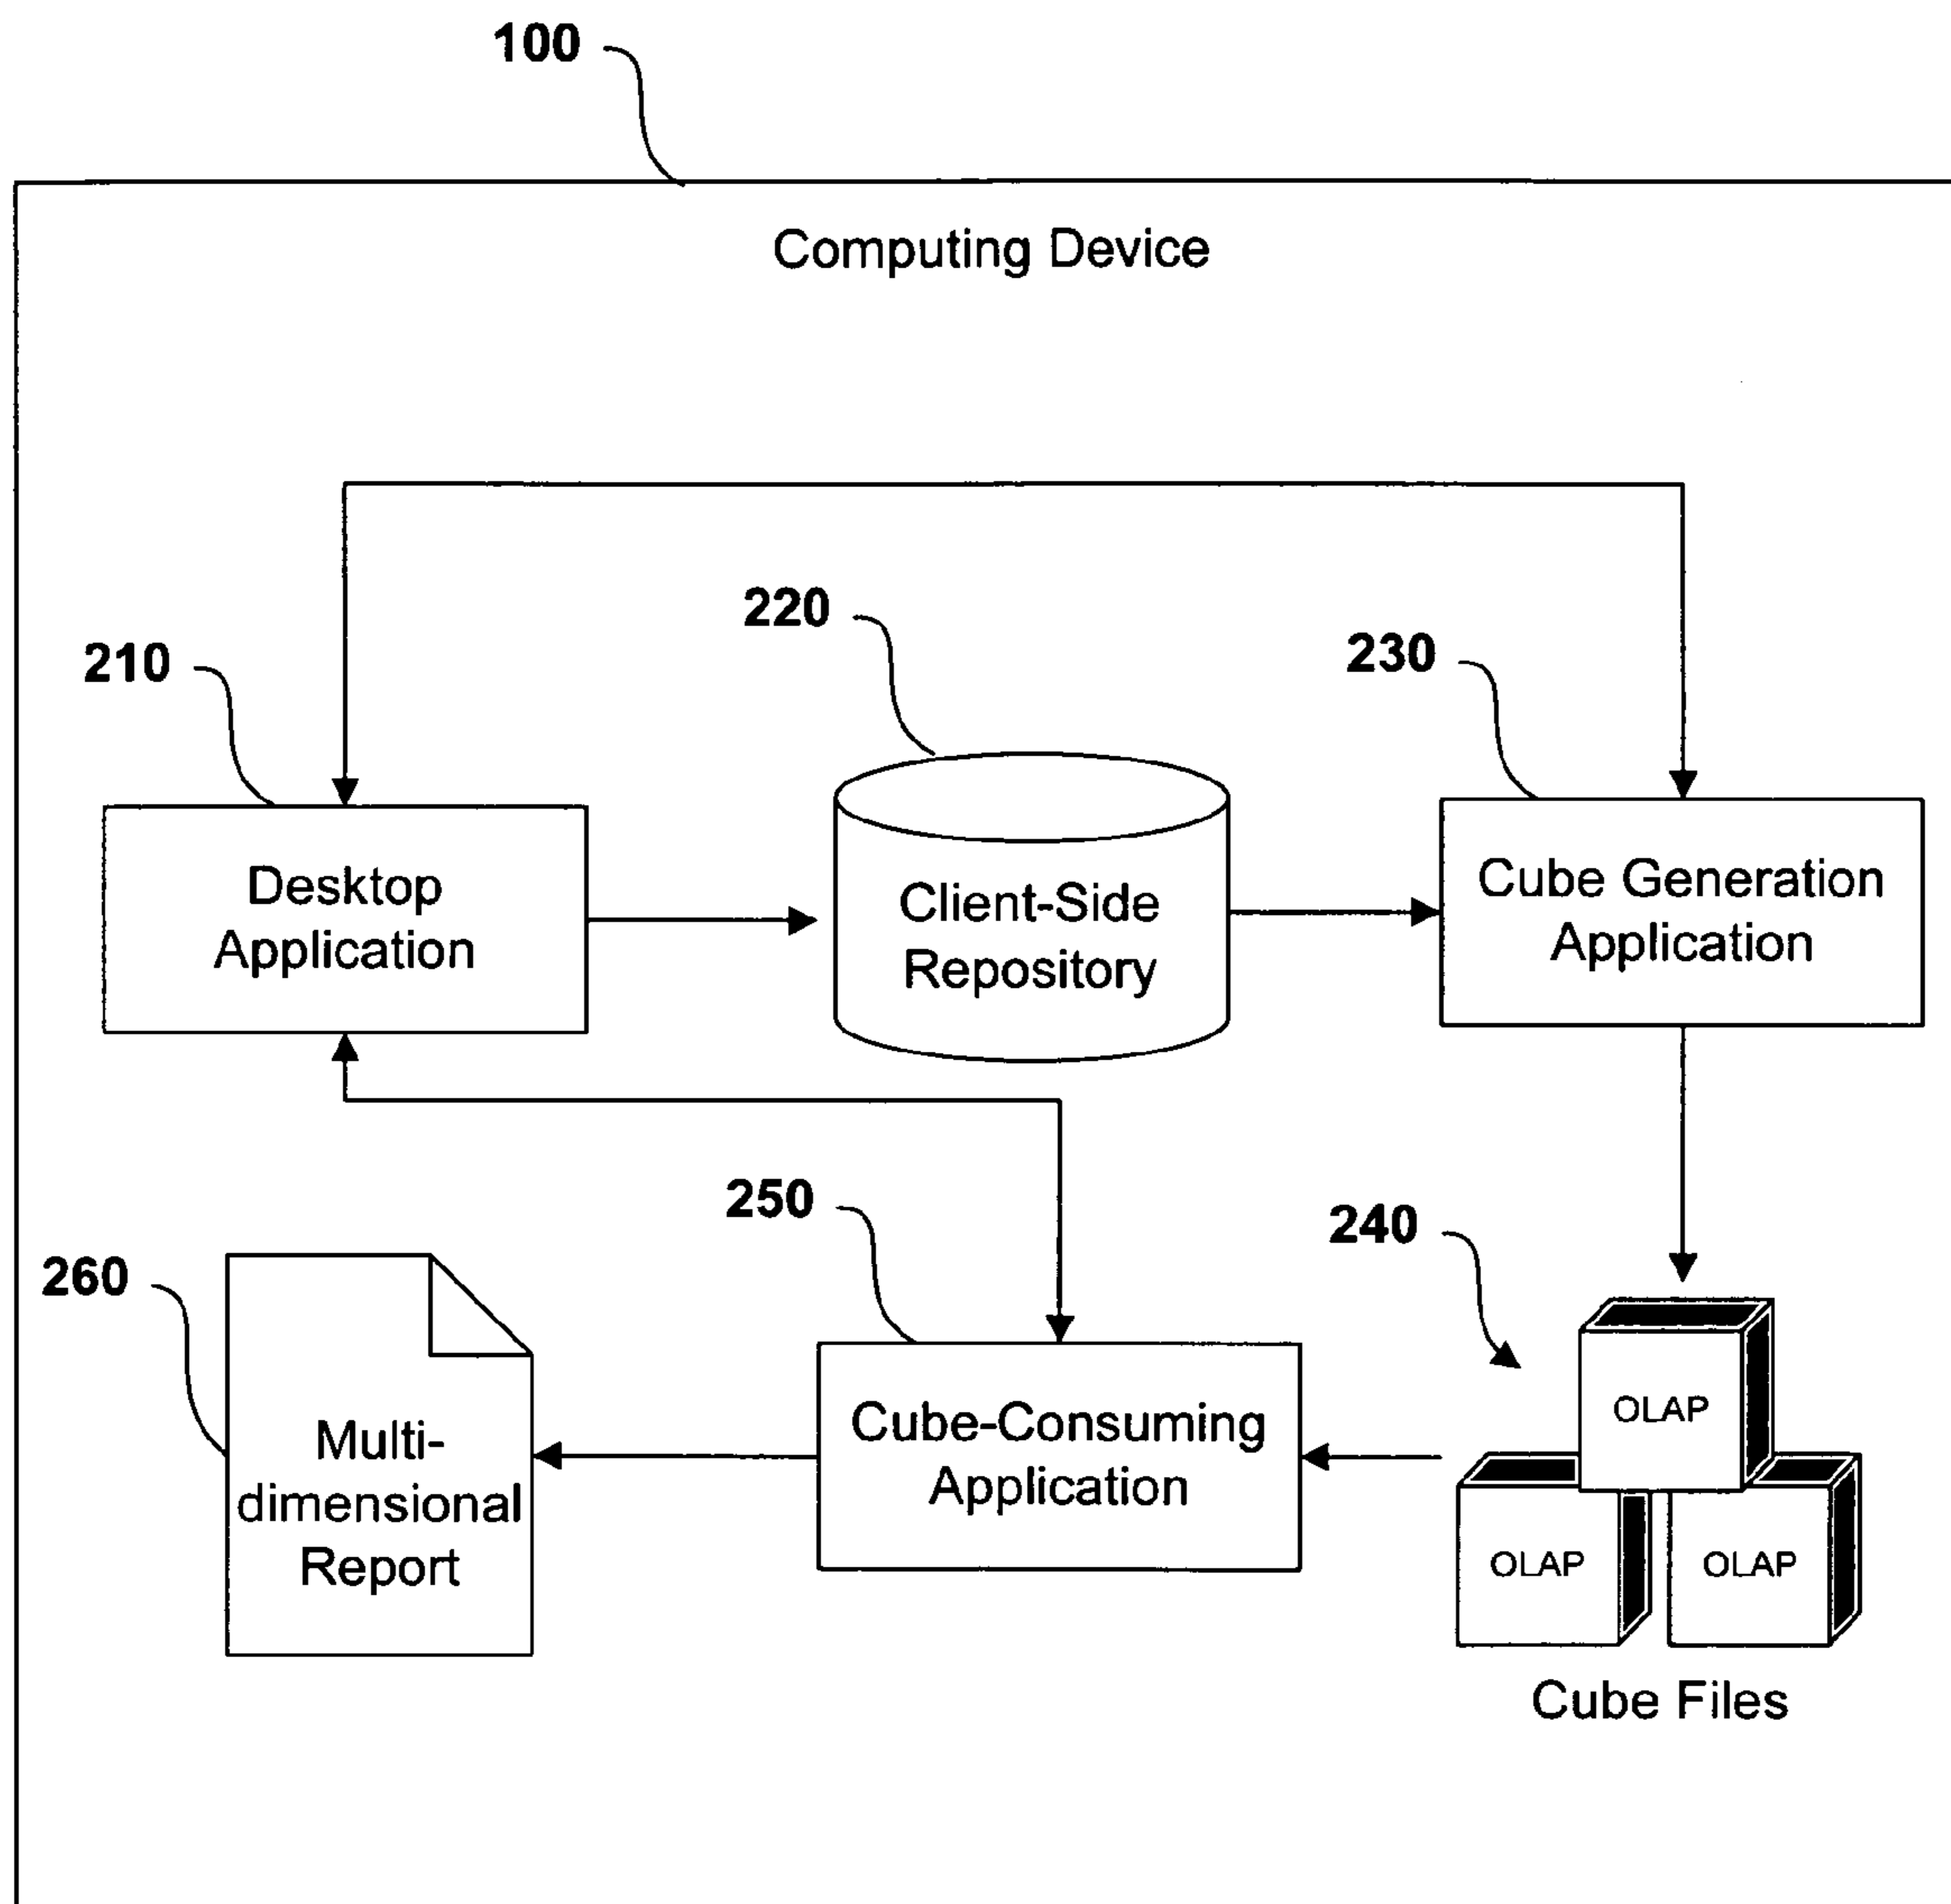 100
Computing Device
220
230
210
Desktop
Application
Client-Side
Repository
Cube Generation
Application
250
240
260
Multi-
dimensional
Report
Cube-Consuming
Application
OLAP
OLAP
OLAP
Cube Files